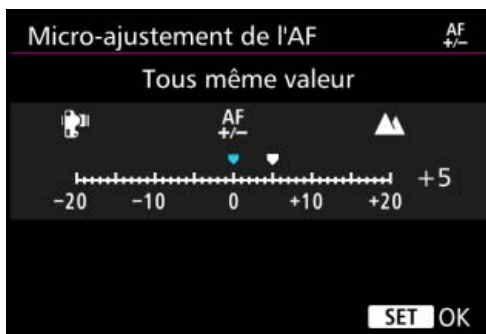 Micro-ajustement de l'AF AF +/−
Tous même valeur
AF
+/−
+5
−20 −10 0 +10 +20
SET OK